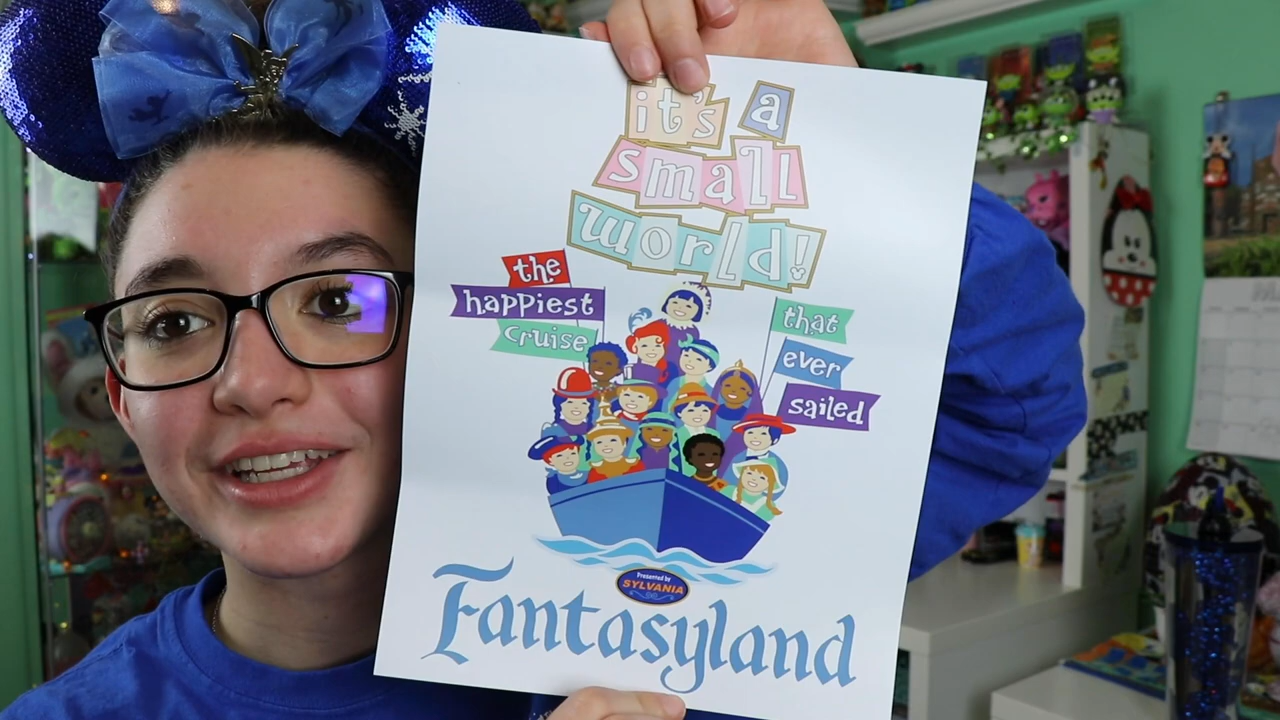 it's a
small
world!
the
happiest
cruise
that
ever
sailed
Presented by
SYLVANIA
Fantasyland